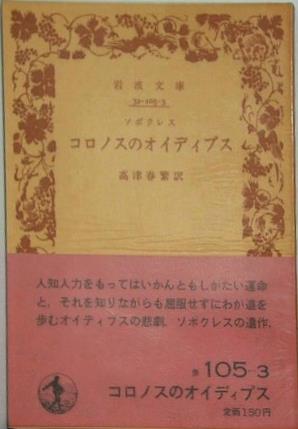 岩波文庫
32-105-3
ソポクレス
コロノスのオイディプス
高津春繁訳
人知人力をもってはいかんともしがたい運命
と、それを知りながらも屈服せずにわが道を
歩むオイディプスの悲劇．ソポクレスの遺作．
赤 105-3
コロノスのオイディプス
定価150円